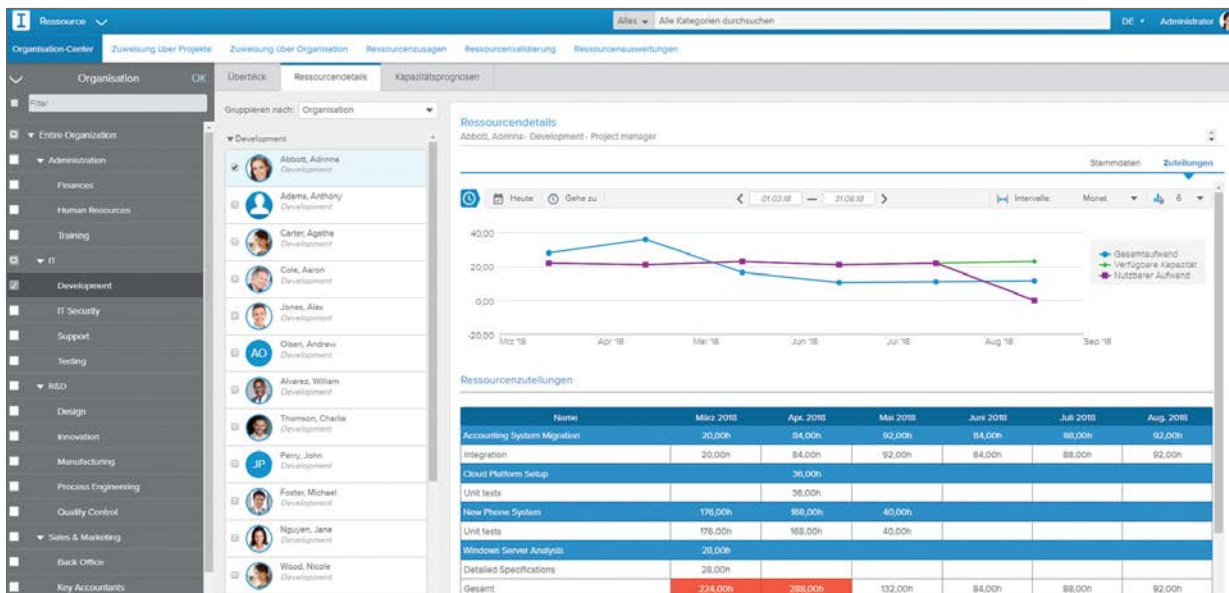 Ressource
Alles Alle Kategorien durchsuchen
DE Administrator
Organisation-Center Zuweisung über Projekte Zuweisung über Organisation Ressourcenzusagen Ressourcenvalidierung Ressourcenauswertungen
Organisation OK
Filter
Entire Organization
Administration
Finances
Human Resources
Training
IT
Development
IT Security
Support
Testing
R&D
Design
Innovation
Manufacturing
Process Engineering
Quality Control
Sales & Marketing
Back Office
Key Accountants
Überblick Ressourcendetails Kapazitätsprognosen
Gruppieren nach: Organisation
Development
Abbott, Adrinna
Development
Adams, Anthony
Development
Carter, Agathe
Development
Cole, Aaron
Development
Jones, Alex
Development
AO
Olsen, Andrew
Development
Alvarez, William
Development
Thomson, Charlie
Development
JP
Perry, John
Development
Foster, Michael
Development
Nguyen, Jane
Development
Wood, Nicole
Development
Ressourcendetails
Abbott, Adrinna - Development - Project manager
Stammdaten Zuteilungen
Heute Gehe zu 01.03.18 — 31.08.18 Intervalle: Monat 6
40,00
20,00
0,00
-20,00
Mrz '18 Apr '18 Mai '18 Jun '18 Jul '18 Aug '18 Sep '18
Gesamtaufwand
Verfügbare Kapazität
Nutzbarer Aufwand
Ressourcenzuteilungen
Name März 2018 Apr. 2018 Mai 2018 Juni 2018 Juli 2018 Aug. 2018
Accounting System Migration 20,00h 84,00h 92,00h 84,00h 88,00h 92,00h
Integration 20,00h 84,00h 92,00h 84,00h 88,00h 92,00h
Cloud Platform Setup 36,00h
Unit tests 36,00h
New Phone System 176,00h 168,00h 40,00h
Unit tests 176,00h 168,00h 40,00h
Windows Server Analysis 28,00h
Detailed Specifications 28,00h
Gesamt 224,00h 288,00h 132,00h 84,00h 88,00h 92,00h